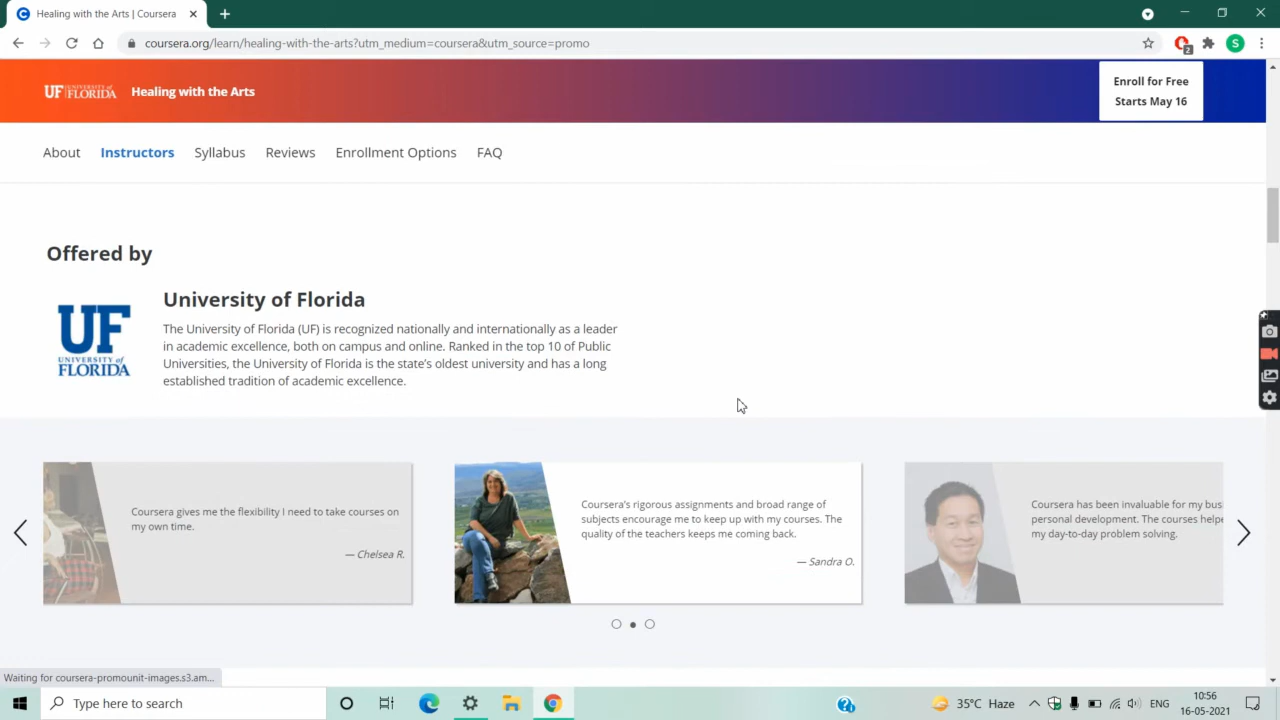 Healing with the Arts | Coursera
coursera.org/learn/healing-with-the-arts?utm_medium=coursera&utm_source=promo
2
S
UF UNIVERSITY of FLORIDA
Healing with the Arts
Enroll for Free
Starts May 16
About Instructors Syllabus Reviews Enrollment Options FAQ
Offered by
UF
UNIVERSITY of
FLORIDA
University of Florida
The University of Florida (UF) is recognized nationally and internationally as a leader
in academic excellence, both on campus and online. Ranked in the top 10 of Public
Universities, the University of Florida is the state's oldest university and has a long
established tradition of academic excellence.
Coursera gives me the flexibility I need to take courses on
my own time.
— Chelsea R.
Coursera's rigorous assignments and broad range of
subjects encourage me to keep up with my courses. The
quality of the teachers keeps me coming back.
— Sandra O.
Coursera has been invaluable for my bus
personal development. The courses helpe
my day-to-day problem solving.
Waiting for coursera-promounit-images.s3.am...
Type here to search
35°C Haze
ENG
10:56
16-05-2021